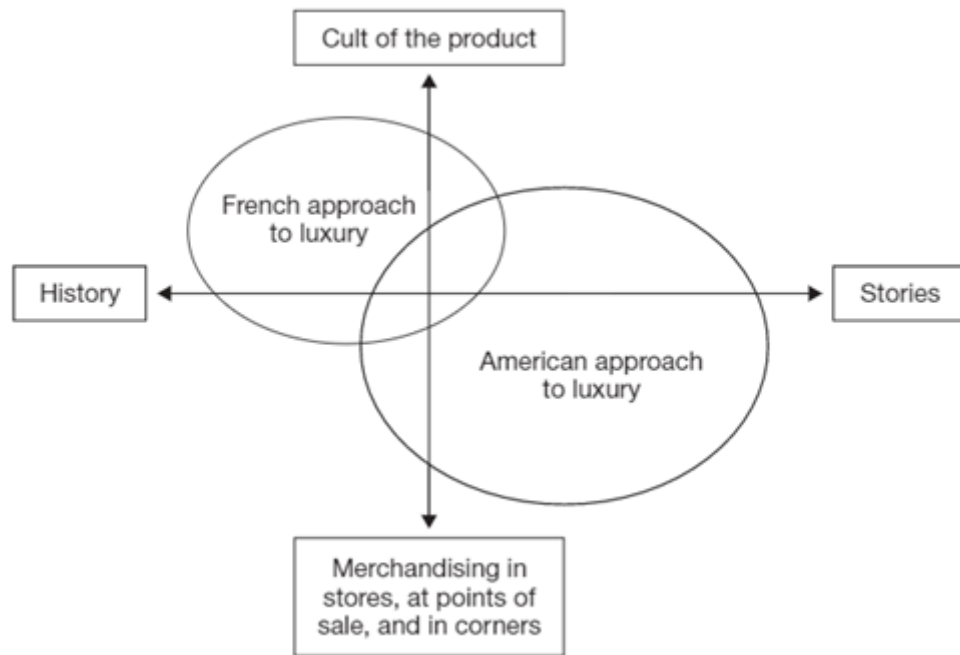 Cult of the product
French approach
to luxury
History
Stories
American approach
to luxury
Merchandising in
stores, at points of
sale, and in corners